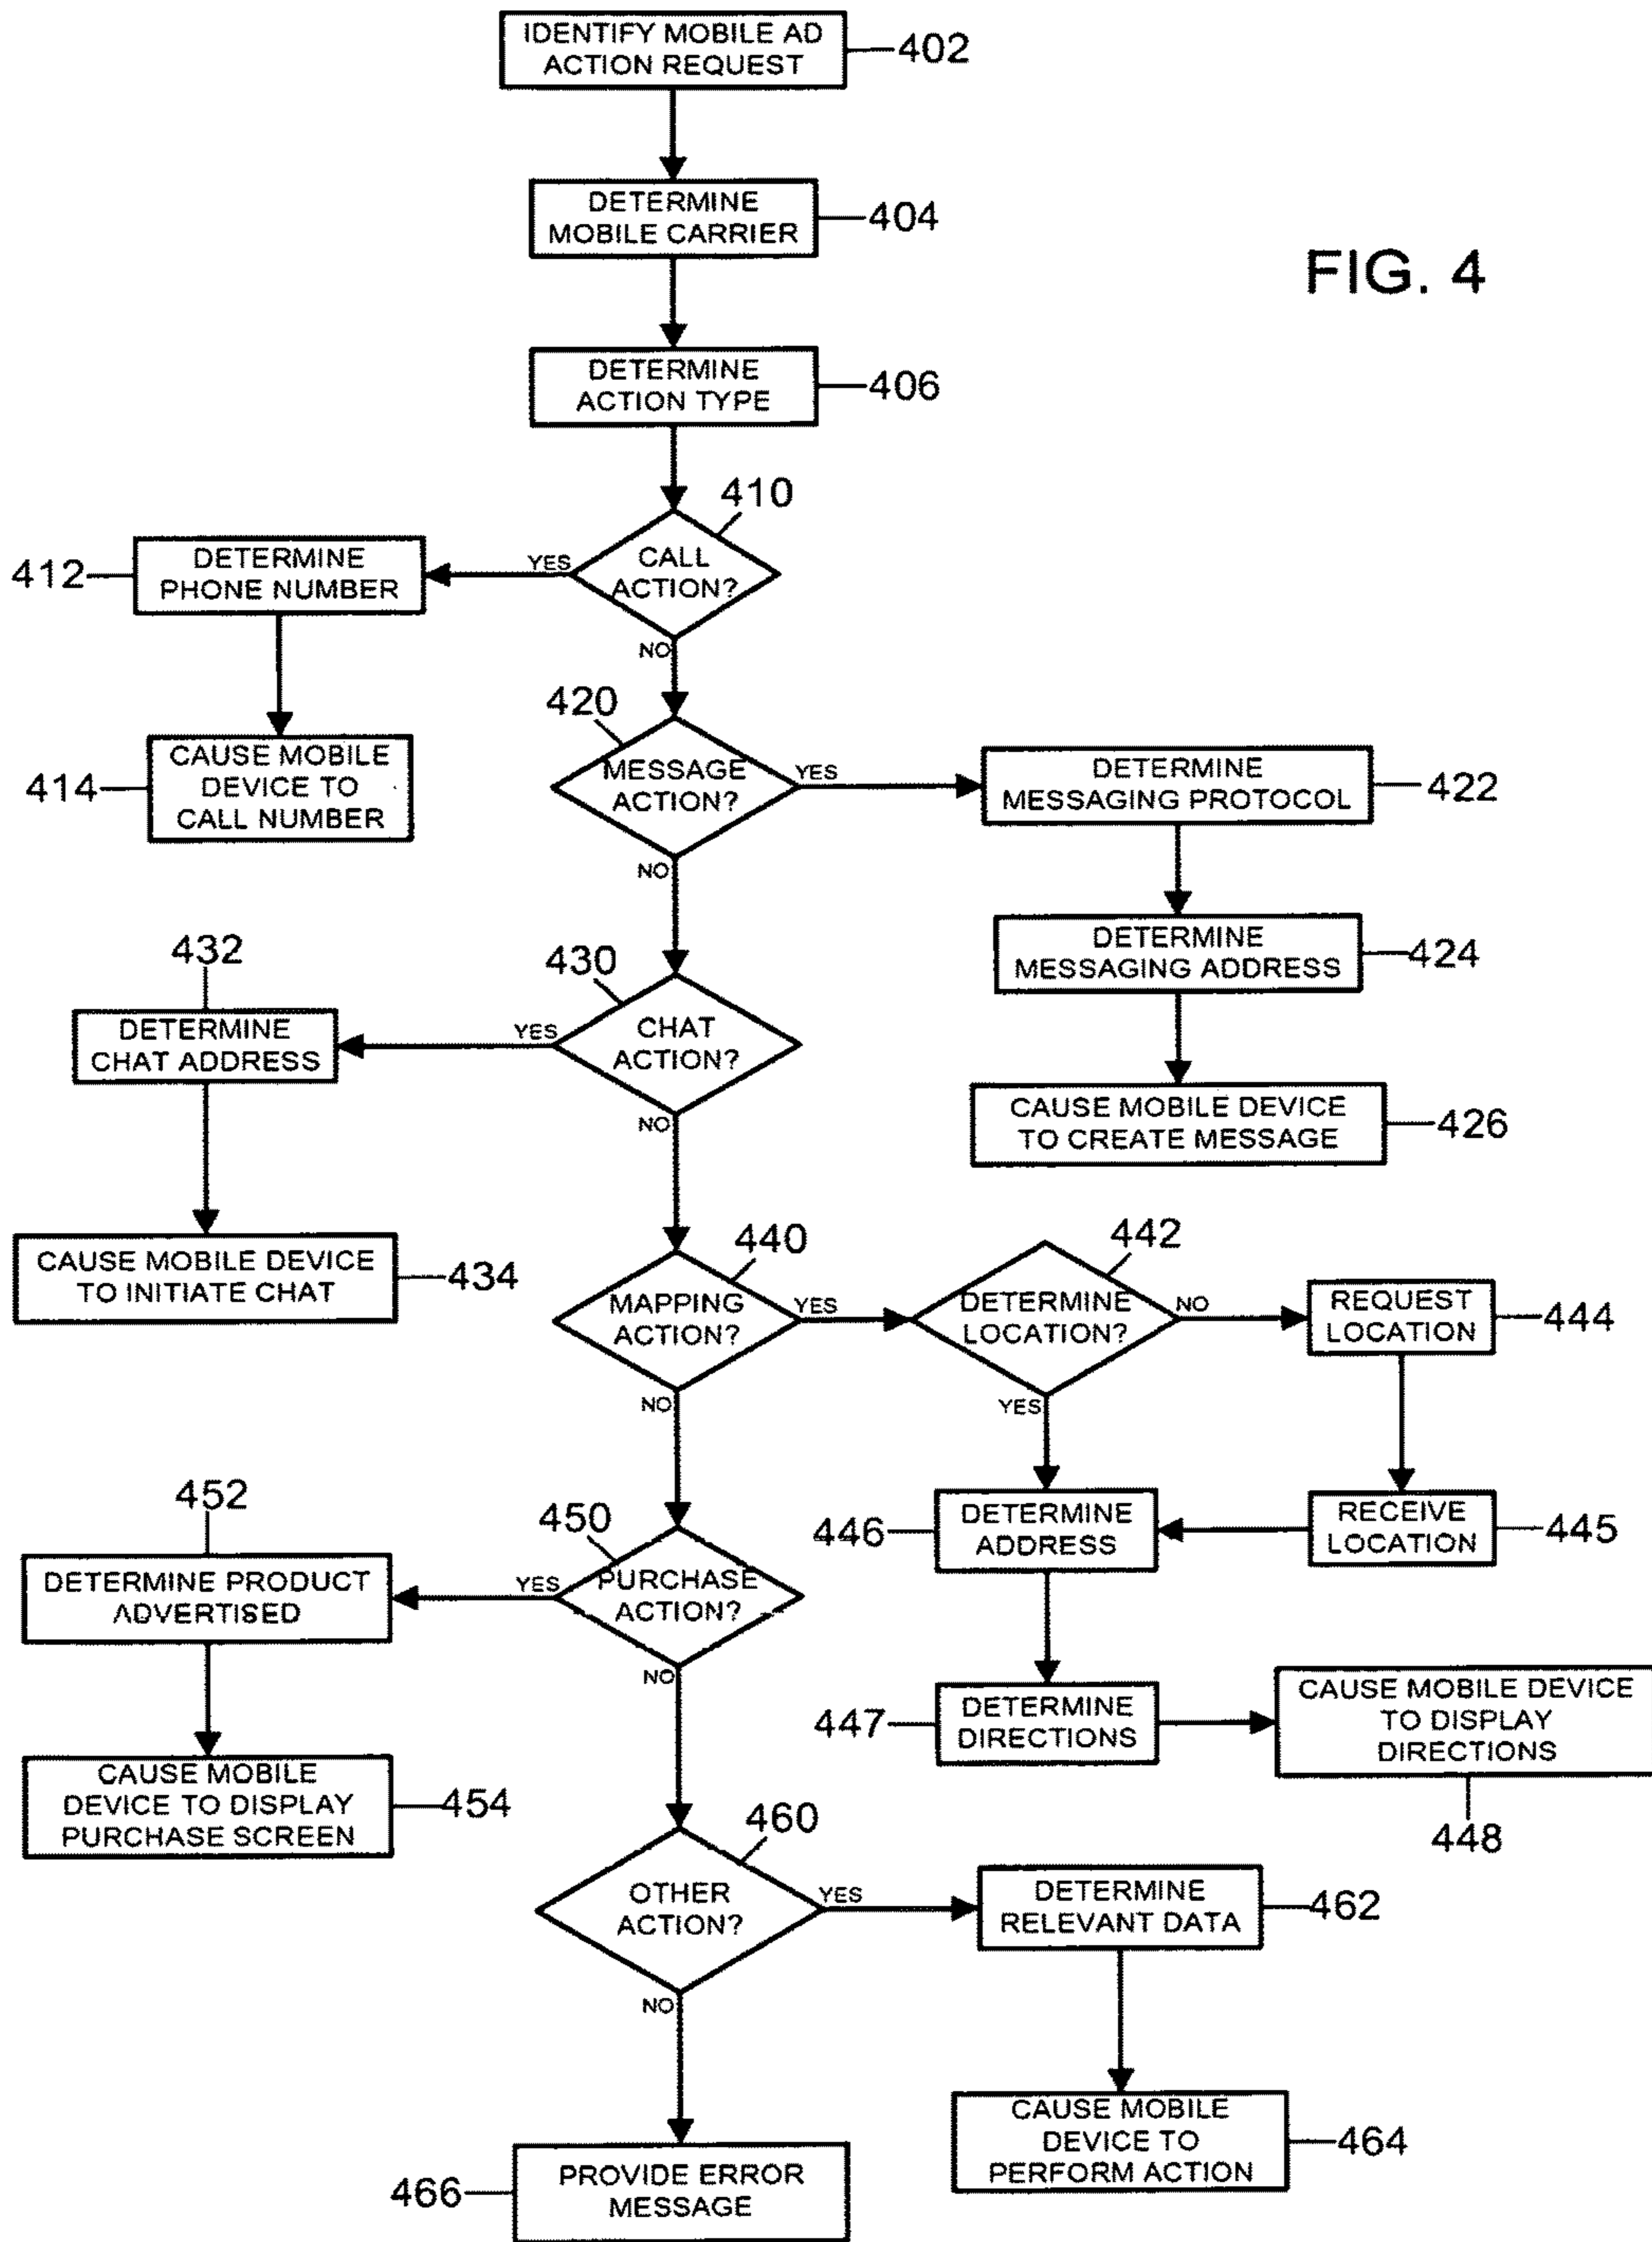 IDENTIFY MOBILE AD
ACTION REQUEST
402
DETERMINE
MOBILE CARRIER
404
FIG. 4
DETERMINE
ACTION TYPE
406
410
CALL
ACTION?
YES
NO
412
DETERMINE
PHONE NUMBER
414
CAUSE MOBILE
DEVICE TO
CALL NUMBER
420
MESSAGE
ACTION?
YES
NO
DETERMINE
MESSAGING PROTOCOL
422
DETERMINE
MESSAGING ADDRESS
424
CAUSE MOBILE DEVICE
TO CREATE MESSAGE
426
430
CHAT
ACTION?
YES
NO
432
DETERMINE
CHAT ADDRESS
CAUSE MOBILE DEVICE
TO INITIATE CHAT
434
440
MAPPING
ACTION?
YES
NO
442
DETERMINE
LOCATION?
NO
YES
REQUEST
LOCATION
444
RECEIVE
LOCATION
445
446
DETERMINE
ADDRESS
447
DETERMINE
DIRECTIONS
CAUSE MOBILE DEVICE
TO DISPLAY
DIRECTIONS
448
450
PURCHASE
ACTION?
YES
NO
452
DETERMINE PRODUCT
ADVERTISED
CAUSE MOBILE
DEVICE TO DISPLAY
PURCHASE SCREEN
454
460
OTHER
ACTION?
YES
NO
DETERMINE
RELEVANT DATA
462
CAUSE MOBILE
DEVICE TO
PERFORM ACTION
464
466
PROVIDE ERROR
MESSAGE